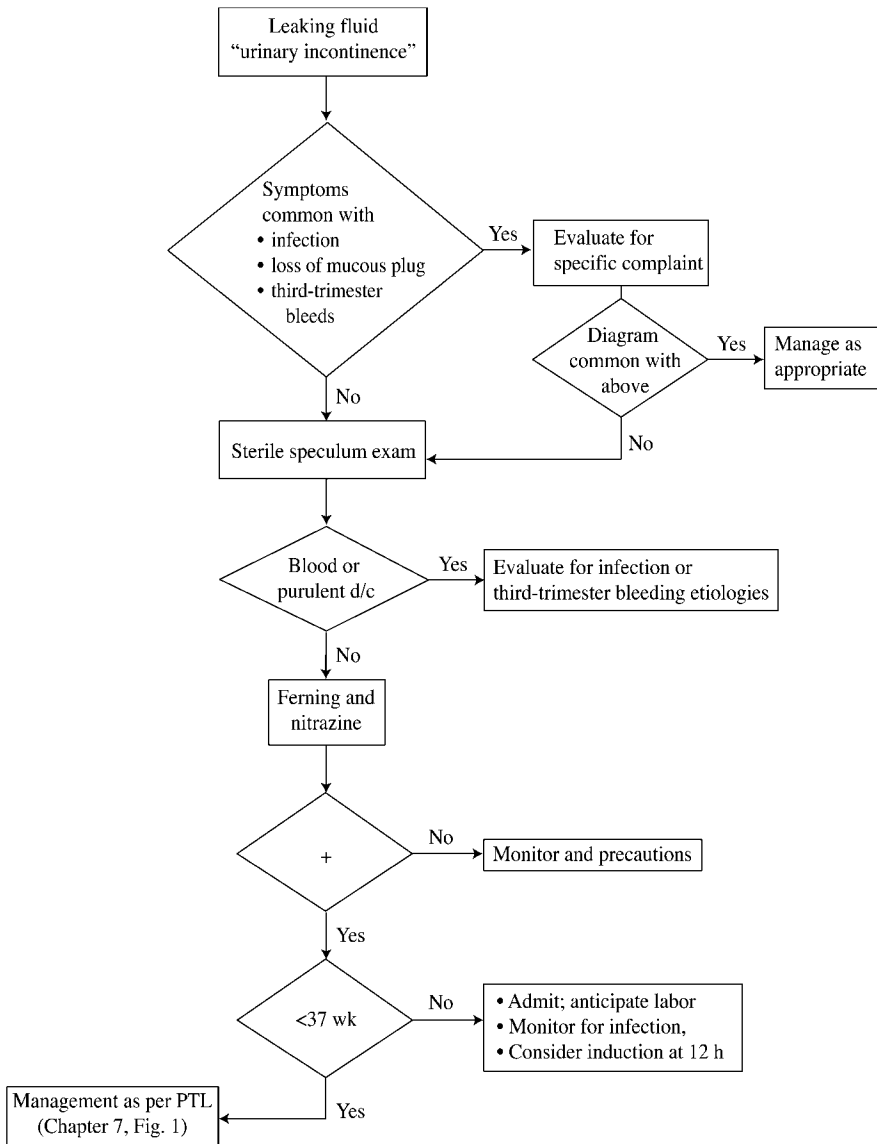 Leaking fluid
“urinary incontinence”
Symptoms
common with
• infection
• loss of mucous plug
• third-trimester
bleeds
Yes
Evaluate for
specific complaint
Diagram
common with
above
Yes
Manage as
appropriate
No
No
Sterile speculum exam
Blood or
purulent d/c
Yes
Evaluate for infection or
third-trimester bleeding etiologies
No
Ferning and
nitrazine
+
No
Monitor and precautions
Yes
<37 wk
No
• Admit; anticipate labor
• Monitor for infection,
• Consider induction at 12 h
Yes
Management as per PTL
(Chapter 7, Fig. 1)